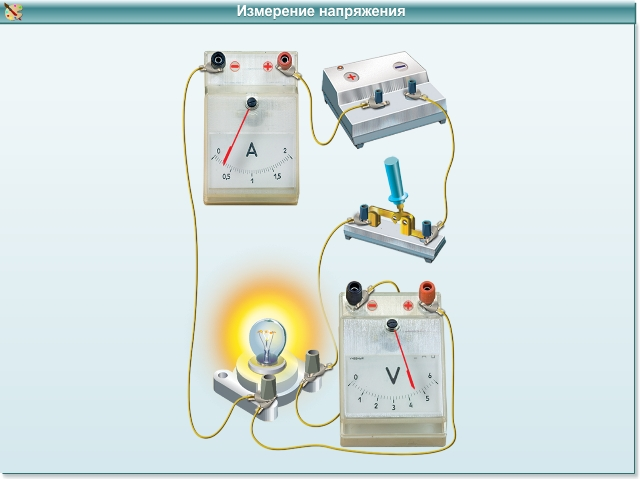 Измерение напряжения
− +
+ −
0 0,5 1 1,5 2
A
− +
0 1 2 3 4 5 6
V